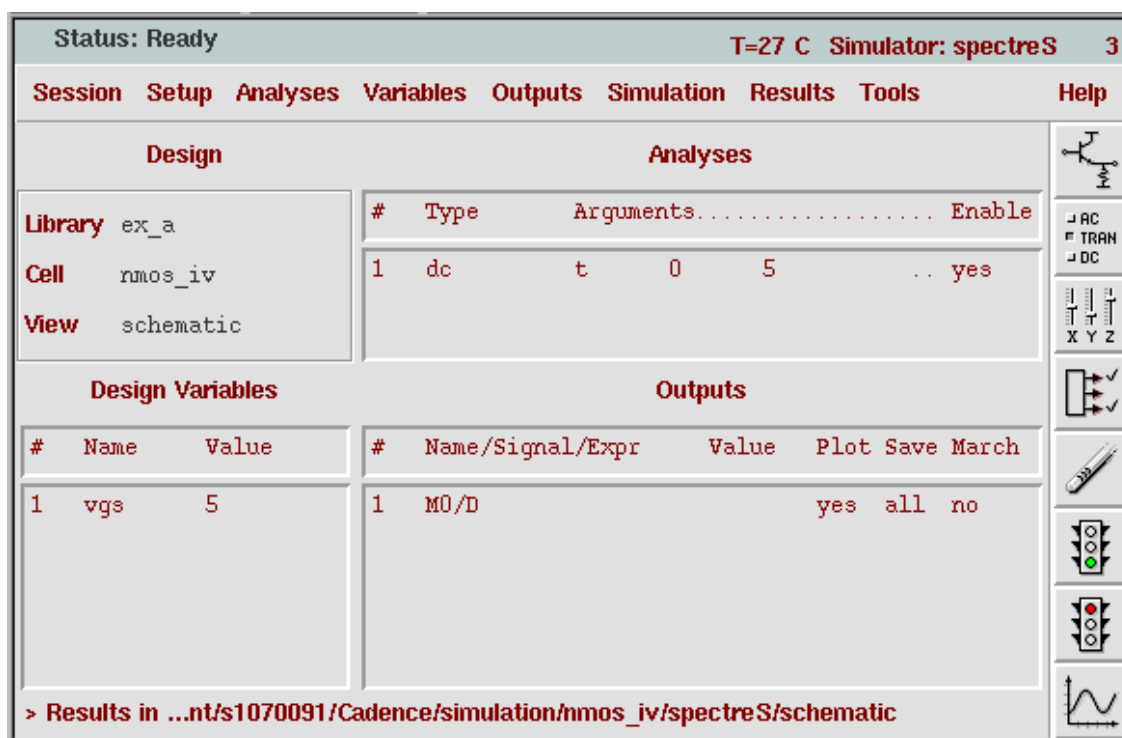 Status: Ready T=27 C Simulator: spectreS 3
Session Setup Analyses Variables Outputs Simulation Results Tools Help
Design
Library ex_a
Cell nmos_iv
View schematic
Analyses
# Type Arguments.................. Enable
1 dc t 0 5 .. yes
Design Variables
# Name Value
1 vgs 5
Outputs
# Name/Signal/Expr Value Plot Save March
1 M0/D yes all no
AC
TRAN
DC
X Y Z
> Results in ...nt/s1070091/Cadence/simulation/nmos_iv/spectreS/schematic